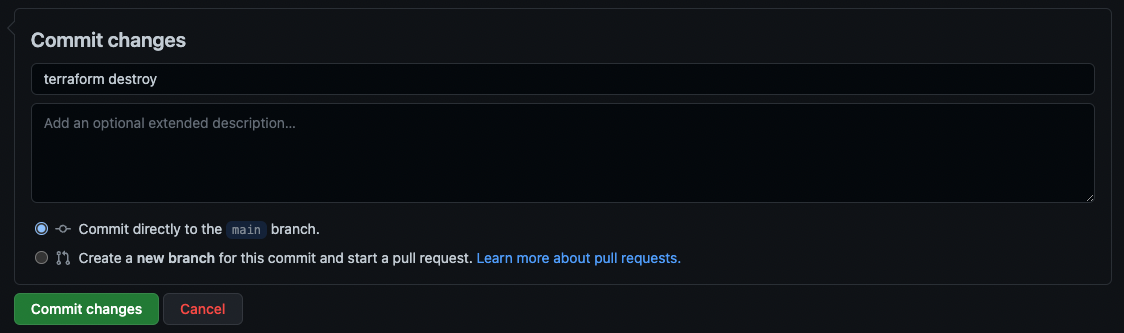 Commit changes
terraform destroy
Add an optional extended description...
Commit directly to the main branch.
Create a new branch for this commit and start a pull request. Learn more about pull requests.
Commit changes Cancel